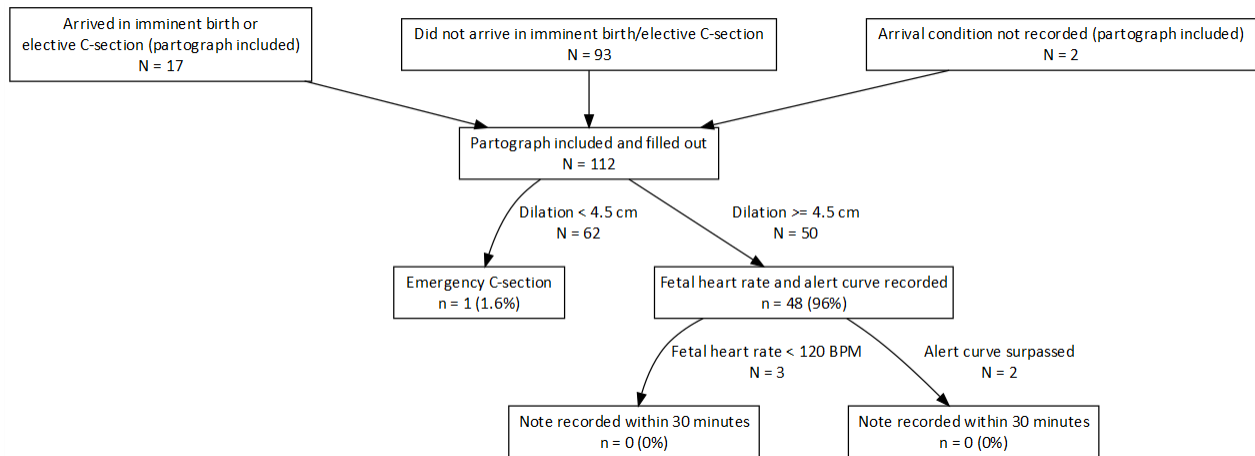 Arrived in imminent birth or
elective C-section (partograph included)
N = 17
Did not arrive in imminent birth/elective C-section
N = 93
Arrival condition not recorded (partograph included)
N = 2
Partograph included and filled out
N = 112
Dilation < 4.5 cm
N = 62
Dilation >= 4.5 cm
N = 50
Emergency C-section
n = 1 (1.6%)
Fetal heart rate and alert curve recorded
n = 48 (96%)
Fetal heart rate < 120 BPM
N = 3
Alert curve surpassed
N = 2
Note recorded within 30 minutes
n = 0 (0%)
Note recorded within 30 minutes
n = 0 (0%)